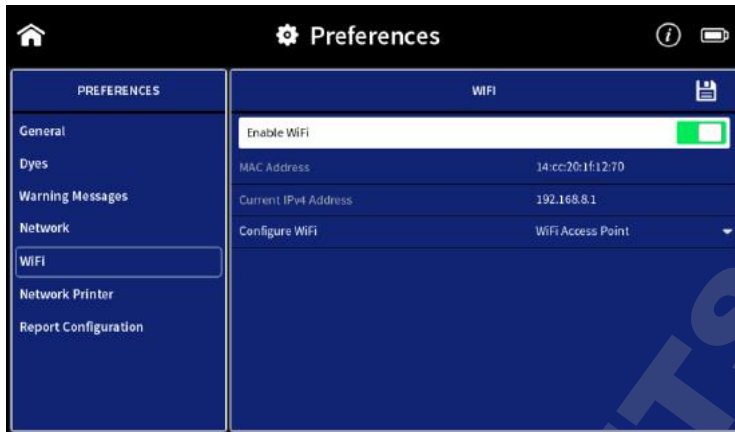 Preferences
PREFERENCES
General
Dyes
Warning Messages
Network
WiFi
Network Printer
Report Configuration
WIFI
Enable WiFi
MAC Address 14:cc:20:1f:12:70
Current IPv4 Address 192.168.8.1
Configure WiFi WiFi Access Point